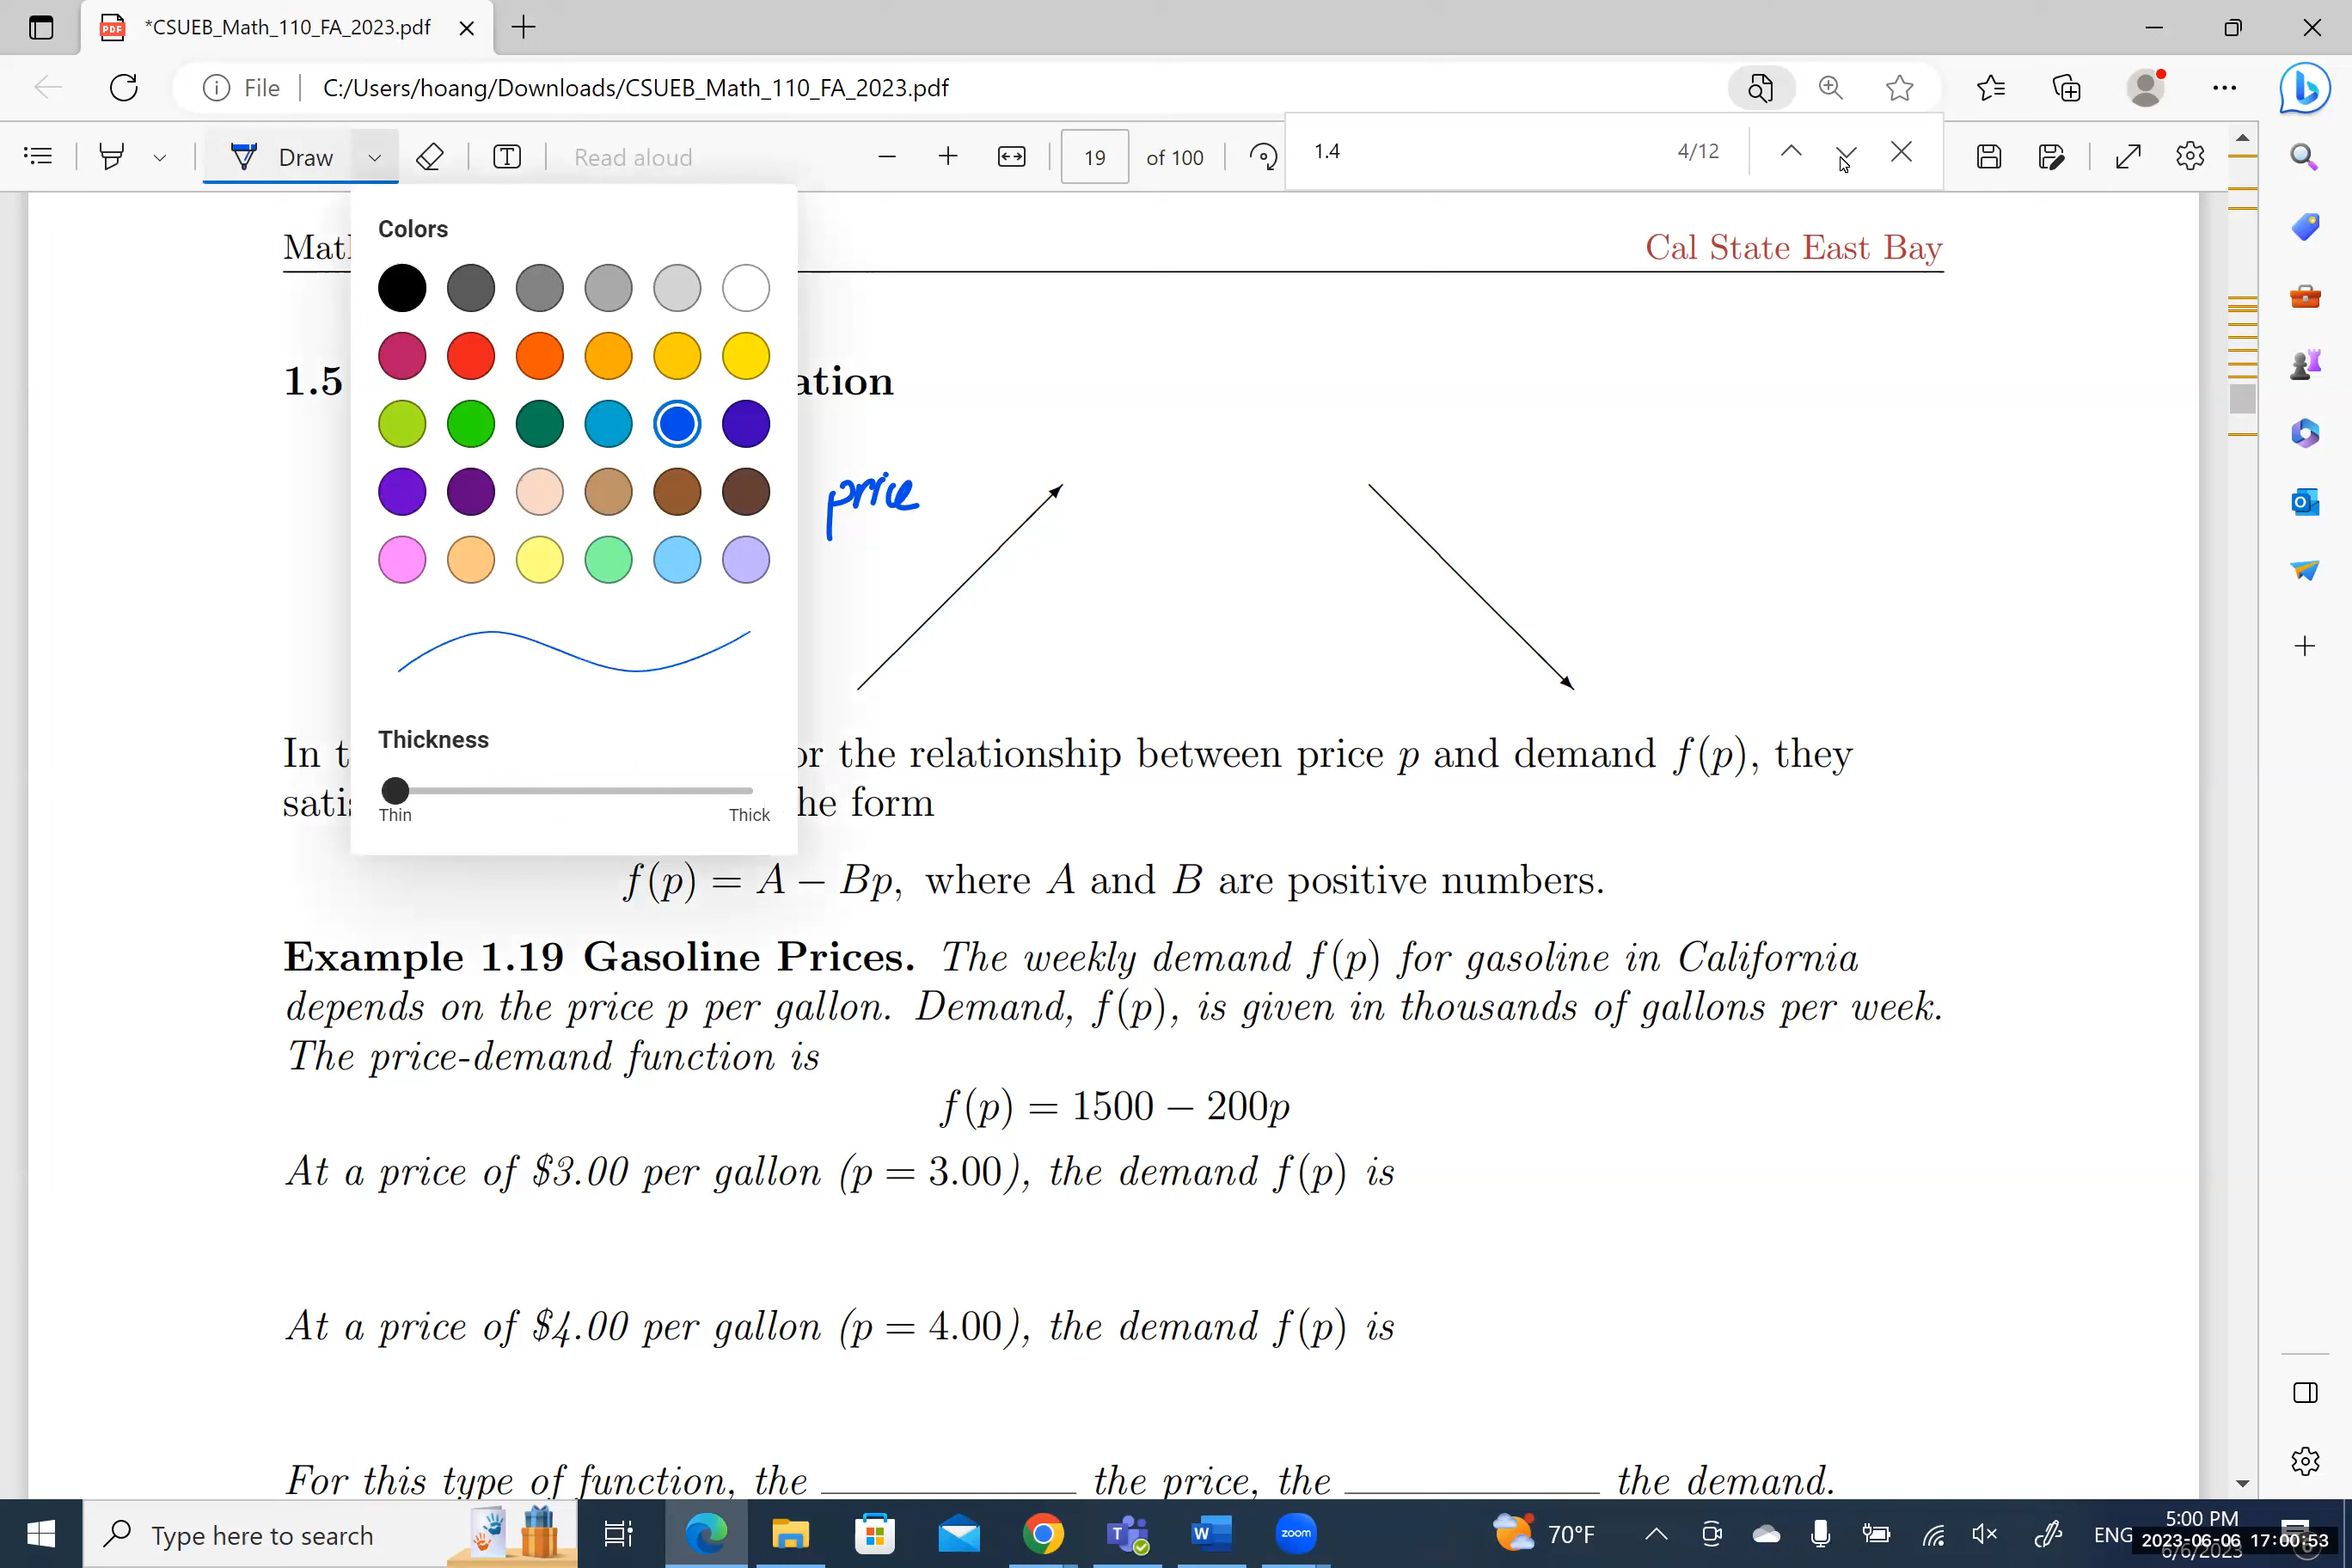 *CSUEB_Math_110_FA_2023.pdf
File
C:/Users/hoang/Downloads/CSUEB_Math_110_FA_2023.pdf
Draw
Read aloud
19
of 100
1.4
4/12
Math
Cal State East Bay
Colors
1.5
ation
price
In t
or the relationship between price p and demand f(p), they
satis
he form
Thickness
Thin
Thick
f(p) = A − Bp, where A and B are positive numbers.
Example 1.19 Gasoline Prices. The weekly demand f(p) for gasoline in California
depends on the price p per gallon. Demand, f(p), is given in thousands of gallons per week.
The price-demand function is
f(p) = 1500 − 200p
At a price of $3.00 per gallon (p = 3.00), the demand f(p) is
At a price of $4.00 per gallon (p = 4.00), the demand f(p) is
For this type of function, the ____________ the price, the ____________ the demand.
Type here to search
zoom
70°F
ENG
5:00 PM
2023-06-06 17:00:53
6/6/2023